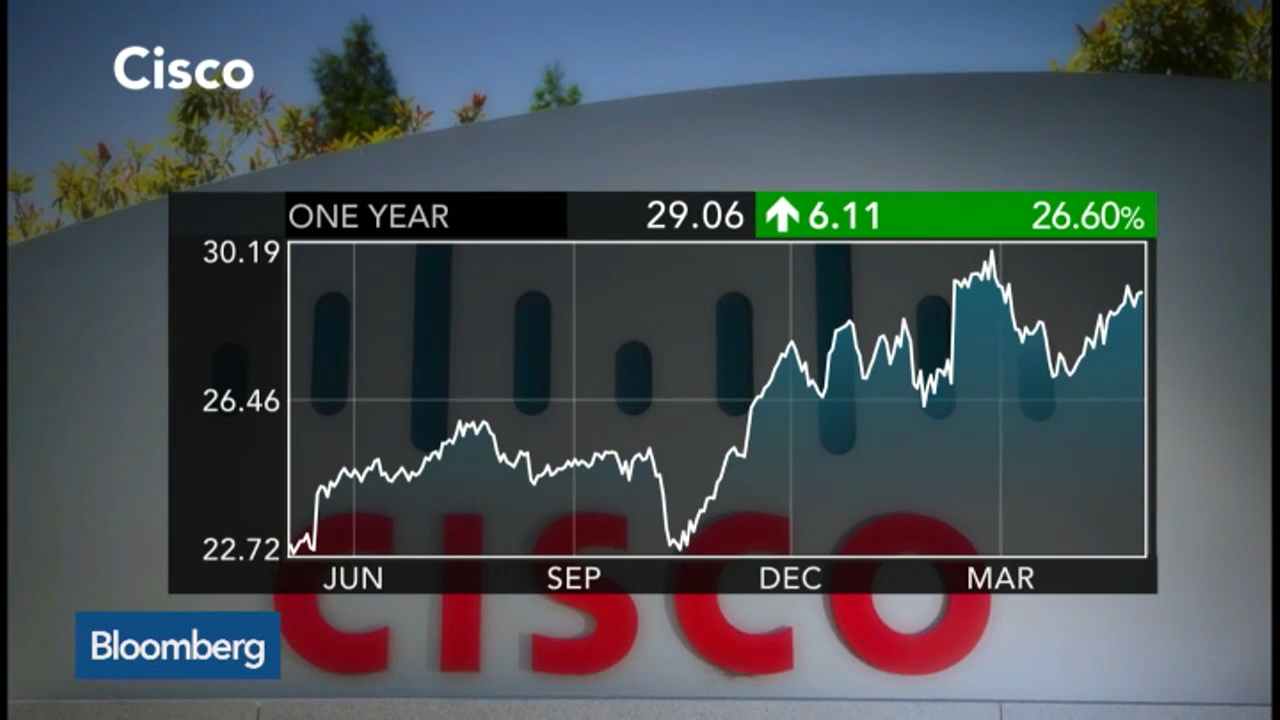 Cisco
ONE YEAR 29.06 6.11 26.60%
30.19
26.46
22.72
JUN SEP DEC MAR
CISCO
Bloomberg